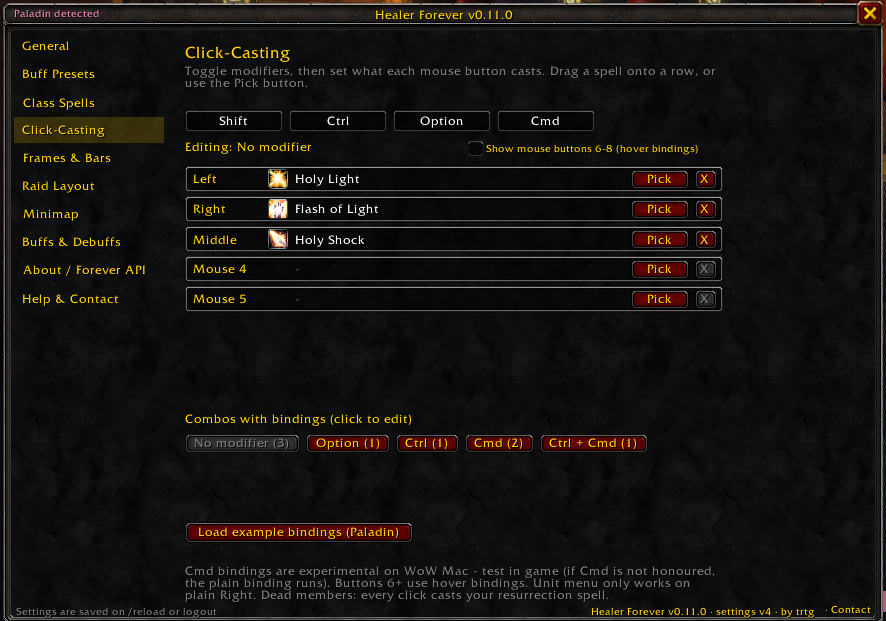 Paladin detected
Healer Forever v0.11.0
X
General
Buff Presets
Class Spells
Click-Casting
Frames & Bars
Raid Layout
Minimap
Buffs & Debuffs
About / Forever API
Help & Contact
Click-Casting
Toggle modifiers, then set what each mouse button casts. Drag a spell onto a row, or
use the Pick button.
Shift Ctrl Option Cmd
Editing: No modifier
Show mouse buttons 6-8 (hover bindings)
Left Holy Light Pick X
Right Flash of Light Pick X
Middle Holy Shock Pick X
Mouse 4 - Pick X
Mouse 5 - Pick X
Combos with bindings (click to edit)
No modifier (3) Option (1) Ctrl (1) Cmd (2) Ctrl + Cmd (1)
Load example bindings (Paladin)
Cmd bindings are experimental on WoW Mac - test in game (if Cmd is not honoured,
the plain binding runs). Buttons 6+ use hover bindings. Unit menu only works on
plain Right. Dead members: every click casts your resurrection spell.
Settings are saved on /reload or logout
Healer Forever v0.11.0 · settings v4 · by trtg · Contact